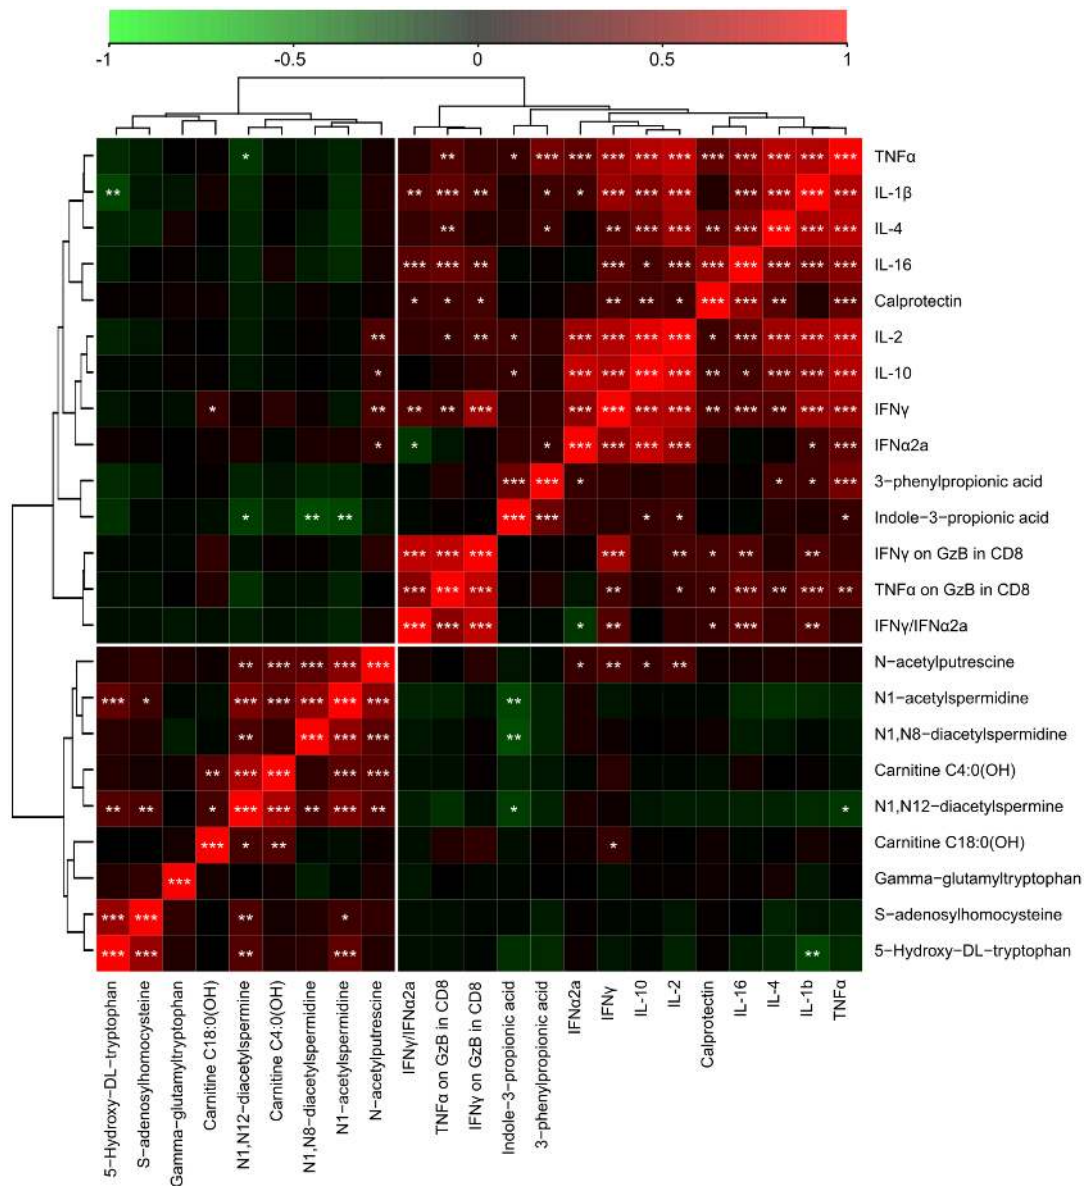 -1 -0.5 0 0.5 1
* ** * *** *** *** *** *** *** *** *** *** *** TNFα
** ** *** ** * * *** *** *** *** *** *** *** IL-1β
** * ** *** *** ** *** *** *** *** IL-4
*** *** ** *** * *** *** *** *** *** *** IL-16
* * * ** ** * *** *** ** *** Calprotectin
** * ** * *** *** *** *** * *** *** *** *** IL-2
* * *** *** *** *** ** * *** *** *** IL-10
* ** ** ** *** *** *** *** *** ** *** ** *** *** IFNγ
* * * *** *** *** *** * *** IFNα2a
*** *** * * * *** 3−phenylpropionic acid
* ** ** *** *** * * * Indole−3−propionic acid
*** *** *** *** ** * ** ** IFNγ on GzB in CD8
*** *** *** ** * * *** ** *** ** TNFα on GzB in CD8
*** *** *** * ** * *** ** IFNγ/IFNα2a
** *** *** *** *** * ** * ** N−acetylputrescine
*** * *** *** *** *** *** ** N1−acetylspermidine
** *** *** *** ** N1,N8−diacetylspermidine
** *** *** *** *** Carnitine C4:0(OH)
** ** * *** *** ** *** ** * * N1,N12−diacetylspermine
*** * ** * Carnitine C18:0(OH)
*** Gamma−glutamyltryptophan
*** *** ** * S−adenosylhomocysteine
*** *** ** *** ** 5−Hydroxy−DL−tryptophan
5−Hydroxy−DL−tryptophan
S−adenosylhomocysteine
Gamma−glutamyltryptophan
Carnitine C18:0(OH)
N1,N12−diacetylspermine
Carnitine C4:0(OH)
N1,N8−diacetylspermidine
N1−acetylspermidine
N−acetylputrescine
IFNγ/IFNα2a
TNFα on GzB in CD8
IFNγ on GzB in CD8
Indole−3−propionic acid
3−phenylpropionic acid
IFNα2a
IFNγ
IL-10
IL-2
Calprotectin
IL-16
IL-4
IL-1b
TNFα